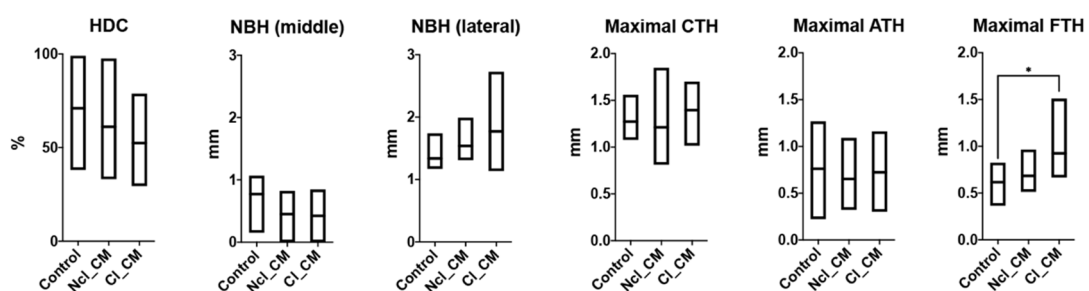 HDC
%
100
50
0
Control
Ncl_CM
Cl_CM
NBH (middle)
mm
3
2
1
0
Control
Ncl_CM
Cl_CM
NBH (lateral)
mm
3
2
1
0
Control
Ncl_CM
Cl_CM
Maximal CTH
mm
2.0
1.5
1.0
0.5
0.0
Control
Ncl_CM
Cl_CM
Maximal ATH
mm
2.0
1.5
1.0
0.5
0.0
Control
Ncl_CM
Cl_CM
Maximal FTH
mm
2.0
1.5
1.0
0.5
0.0
*
Control
Ncl_CM
Cl_CM